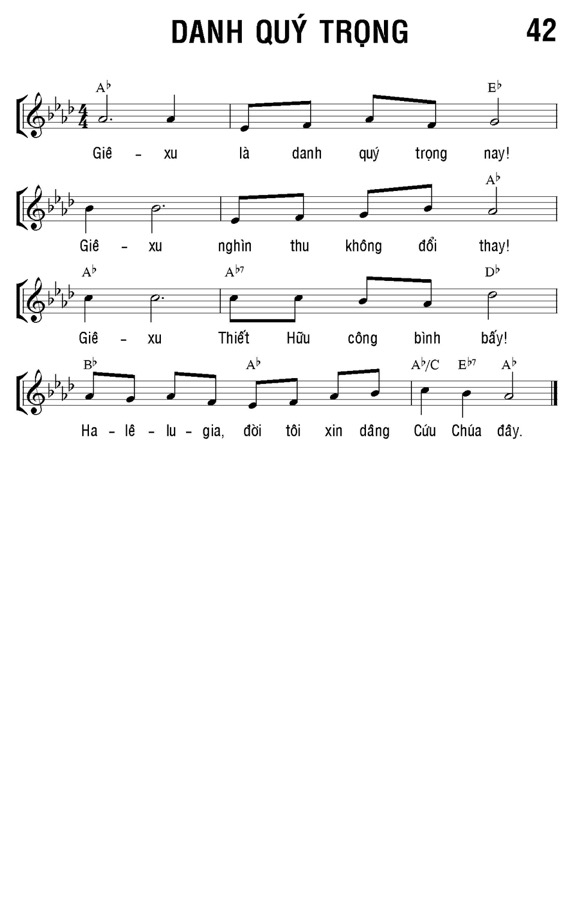 DANH QUÝ TRỌNG 42
A♭ E♭
4
4
Giê - xu là danh quý trọng nay!
A♭
Giê - xu nghìn thu không đổi thay!
A♭ A♭7 D♭
Giê - xu Thiết Hữu công bình bấy!
B♭ A♭ A♭/C E♭7 A♭
Ha - lê - lu - gia, đời tôi xin dâng Cứu Chúa đây.